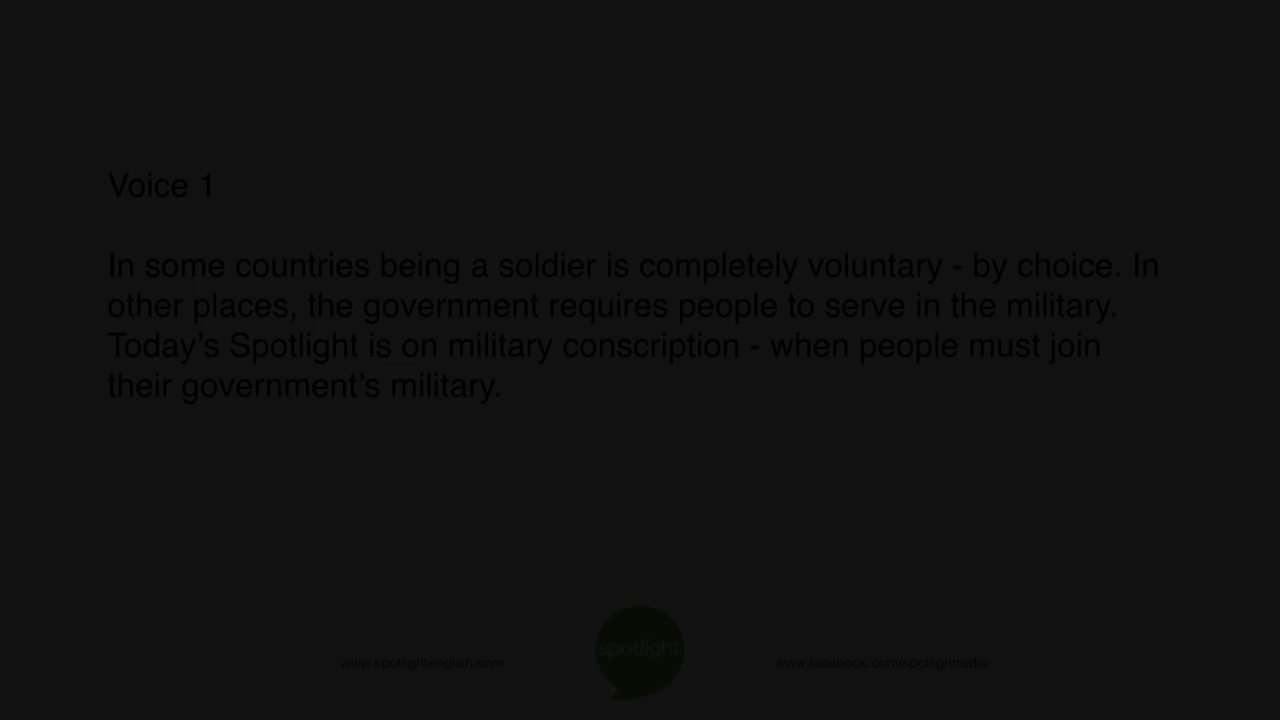 Voice 1
In some countries being a soldier is completely voluntary - by choice. In
other places, the government requires people to serve in the military.
Today’s Spotlight is on military conscription - when people must join
their government’s military.
spotlight
www.spotlightenglish.com
www.facebook.com/spotlightradio